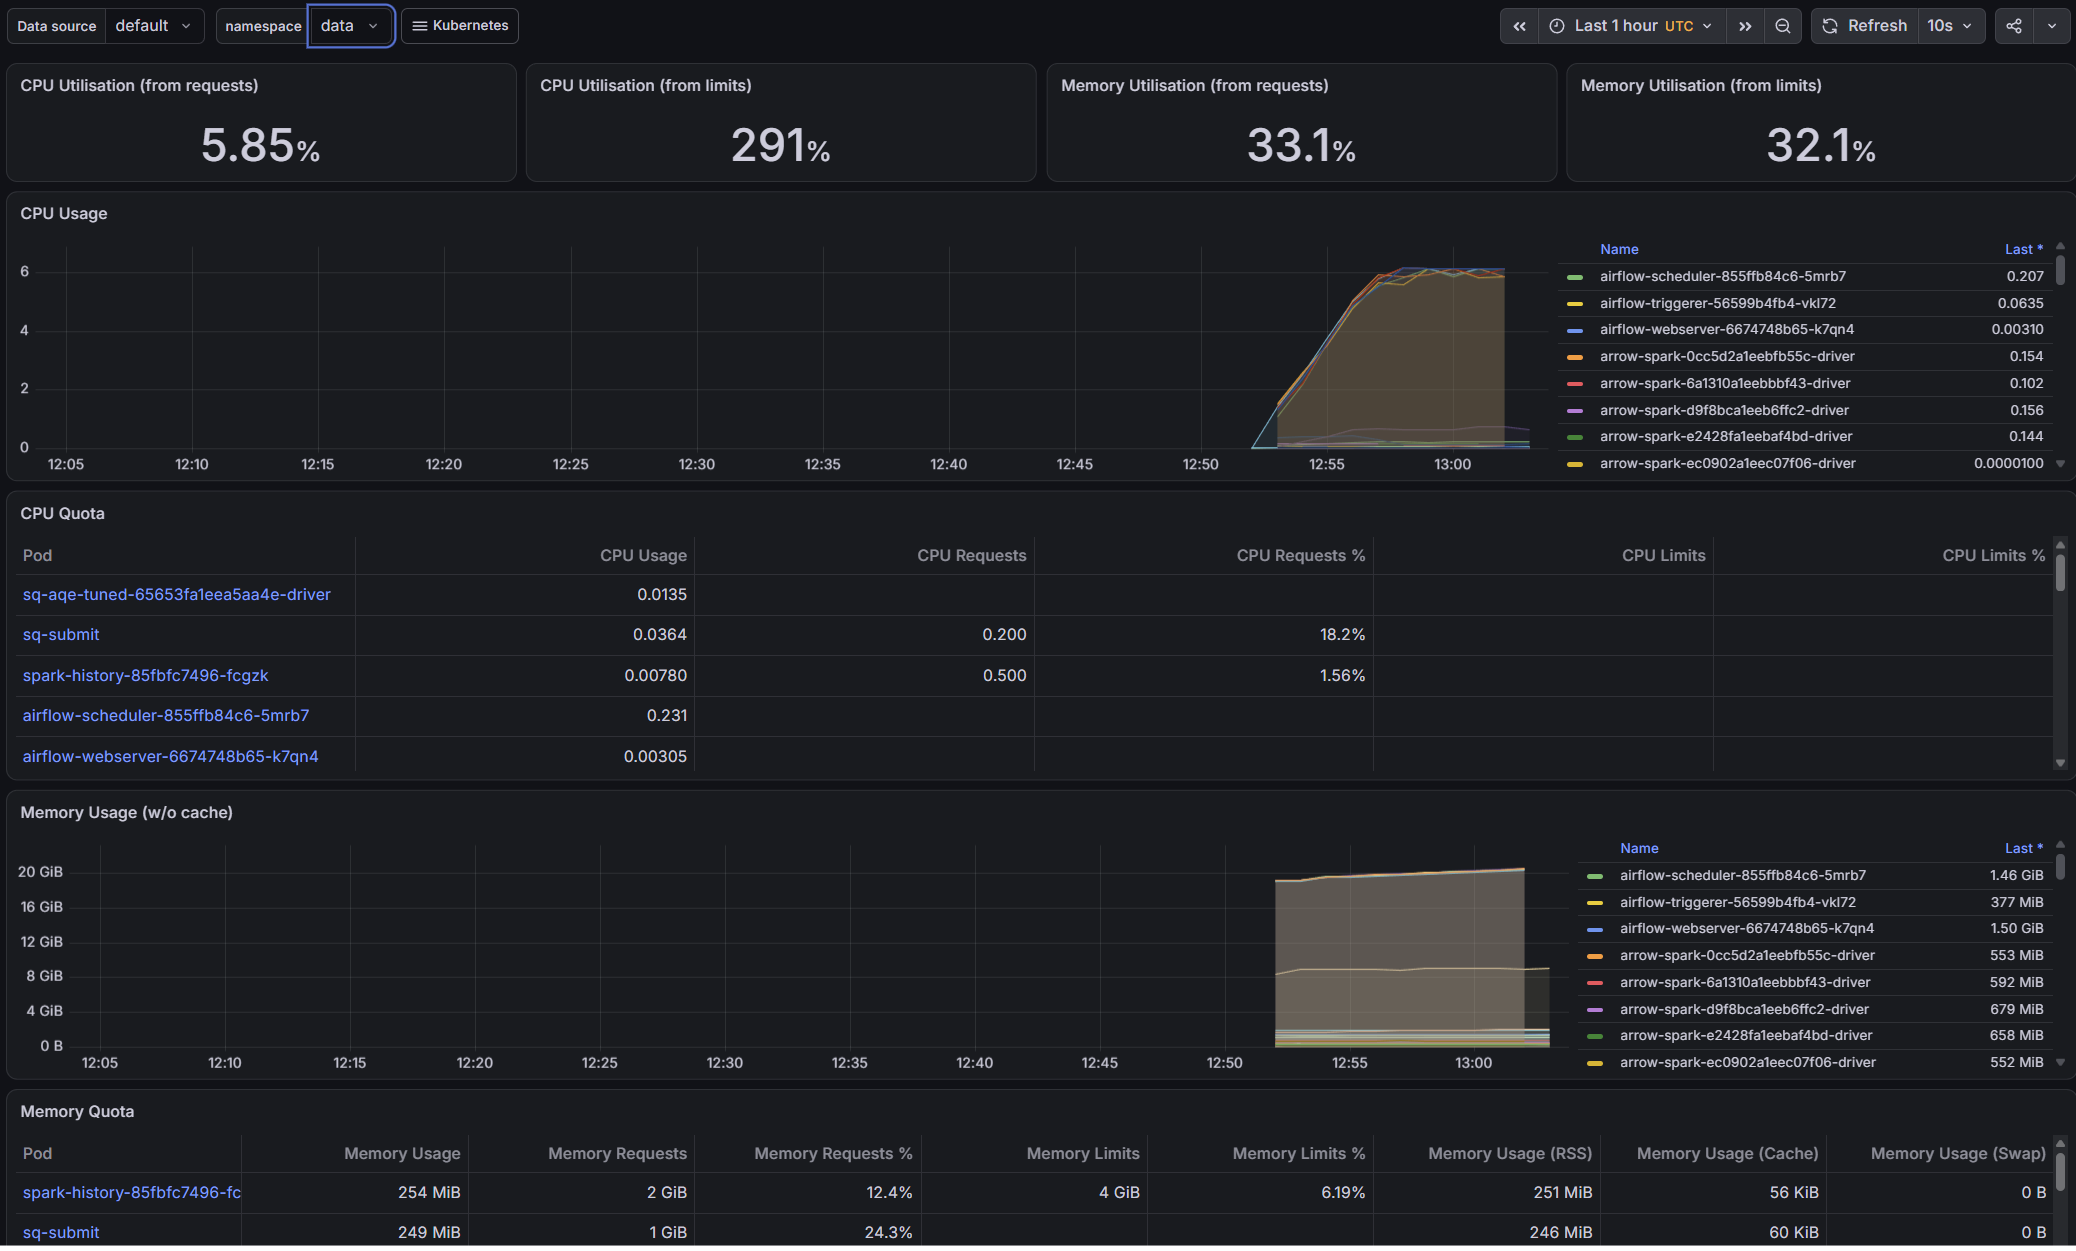 Data source default namespace data Kubernetes Last 1 hour UTC Refresh 10s
CPU Utilisation (from requests)
5.85%
CPU Utilisation (from limits)
291%
Memory Utilisation (from requests)
33.1%
Memory Utilisation (from limits)
32.1%
CPU Usage
6
4
2
0
12:05 12:10 12:15 12:20 12:25 12:30 12:35 12:40 12:45 12:50 12:55 13:00
Name Last *
airflow-scheduler-855ffb84c6-5mrb7 0.207
airflow-triggerer-56599b4fb4-vkl72 0.0635
airflow-webserver-6674748b65-k7qn4 0.00310
arrow-spark-0cc5d2a1eebfb55c-driver 0.154
arrow-spark-6a1310a1eebbbf43-driver 0.102
arrow-spark-d9f8bca1eeb6ffc2-driver 0.156
arrow-spark-e2428fa1eebaf4bd-driver 0.144
arrow-spark-ec0902a1eec07f06-driver 0.0000100
CPU Quota
Pod CPU Usage CPU Requests CPU Requests % CPU Limits CPU Limits %
sq-aqe-tuned-65653fa1eea5aa4e-driver 0.0135
sq-submit 0.0364 0.200 18.2%
spark-history-85fbfc7496-fcgzk 0.00780 0.500 1.56%
airflow-scheduler-855ffb84c6-5mrb7 0.231
airflow-webserver-6674748b65-k7qn4 0.00305
Memory Usage (w/o cache)
20 GiB
16 GiB
12 GiB
8 GiB
4 GiB
0 B
12:05 12:10 12:15 12:20 12:25 12:30 12:35 12:40 12:45 12:50 12:55 13:00
Name Last *
airflow-scheduler-855ffb84c6-5mrb7 1.46 GiB
airflow-triggerer-56599b4fb4-vkl72 377 MiB
airflow-webserver-6674748b65-k7qn4 1.50 GiB
arrow-spark-0cc5d2a1eebfb55c-driver 553 MiB
arrow-spark-6a1310a1eebbbf43-driver 592 MiB
arrow-spark-d9f8bca1eeb6ffc2-driver 679 MiB
arrow-spark-e2428fa1eebaf4bd-driver 658 MiB
arrow-spark-ec0902a1eec07f06-driver 552 MiB
Memory Quota
Pod Memory Usage Memory Requests Memory Requests % Memory Limits Memory Limits % Memory Usage (RSS) Memory Usage (Cache) Memory Usage (Swap)
spark-history-85fbfc7496-fc 254 MiB 2 GiB 12.4% 4 GiB 6.19% 251 MiB 56 KiB 0 B
sq-submit 249 MiB 1 GiB 24.3% 246 MiB 60 KiB 0 B